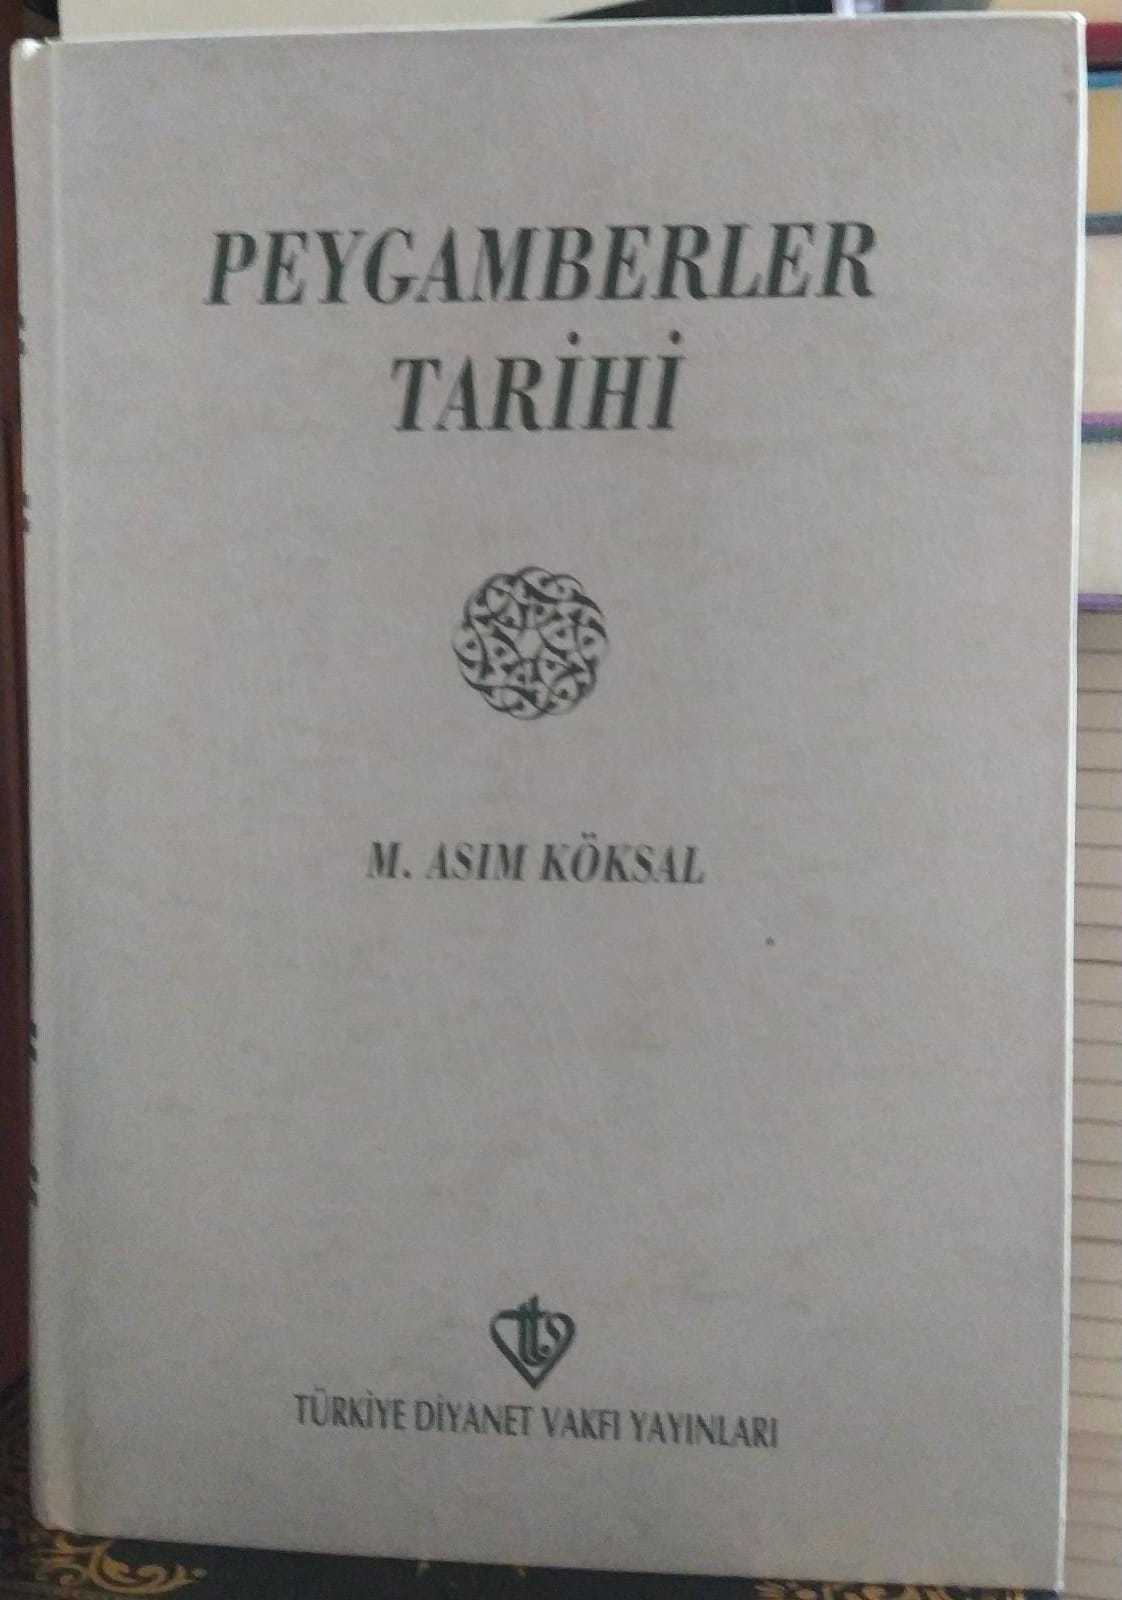 PEYGAMBERLER
TARİHİ
M. ASIM KÖKSAL
TÜRKİYE DİYANET VAKFI YAYINLARI